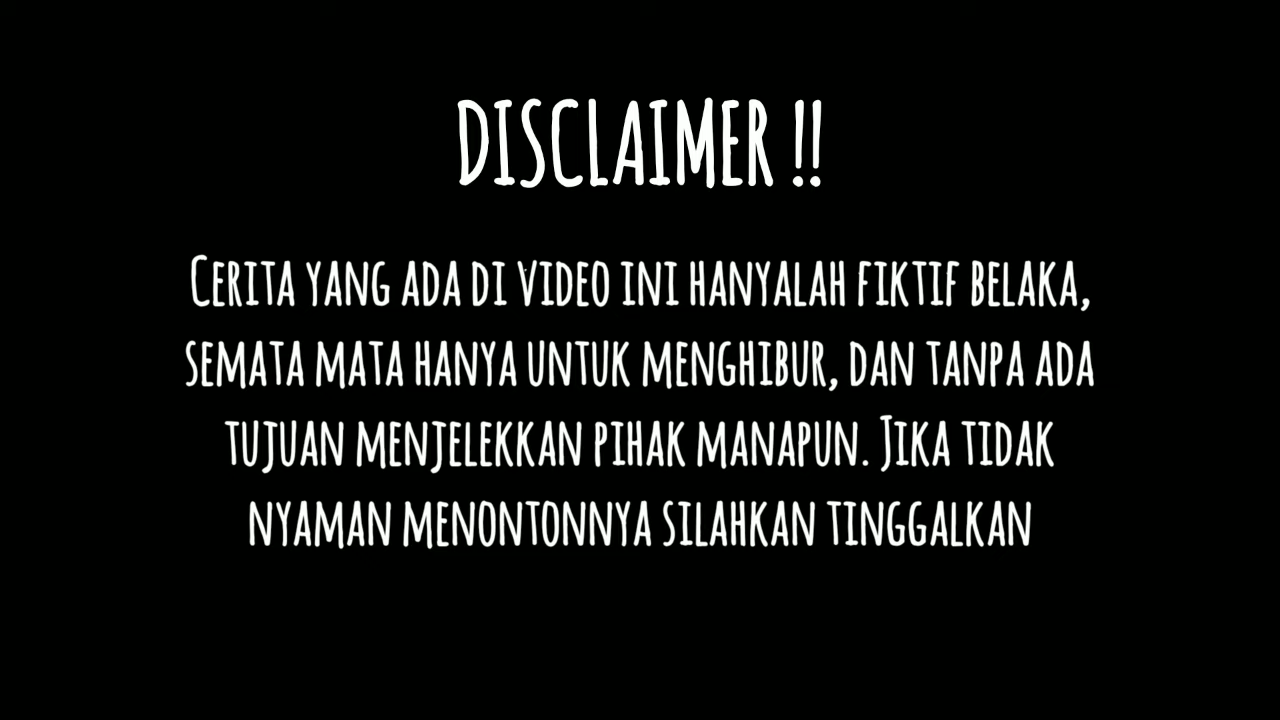 DISCLAIMER !!
CERITA YANG ADA DI VIDEO INI HANYALAH FIKTIF BELAKA,
SEMATA MATA HANYA UNTUK MENGHIBUR, DAN TANPA ADA
TUJUAN MENJELEKKAN PIHAK MANAPUN. JIKA TIDAK
NYAMAN MENONTONNYA SILAHKAN TINGGALKAN